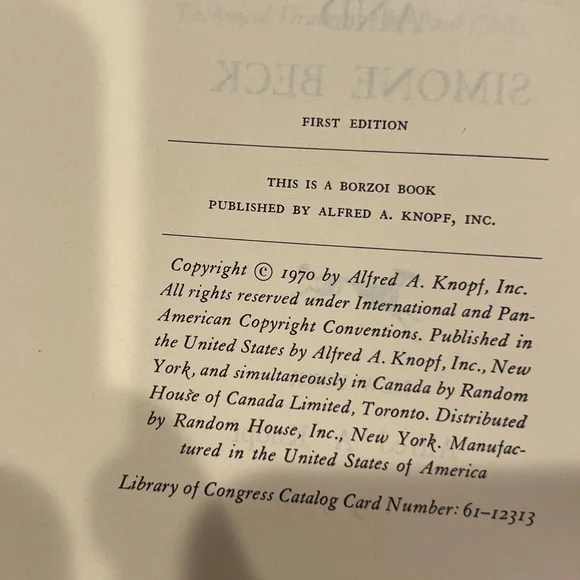 AND
SIMONE BECK
FIRST EDITION
THIS IS A BORZOI BOOK
PUBLISHED BY ALFRED A. KNOPF, INC.
Copyright © 1970 by Alfred A. Knopf, Inc.
All rights reserved under International and Pan-
American Copyright Conventions. Published in
the United States by Alfred A. Knopf, Inc., New
York, and simultaneously in Canada by Random
House of Canada Limited, Toronto. Distributed
by Random House, Inc., New York. Manufac-
tured in the United States of America
Library of Congress Catalog Card Number: 61-12313